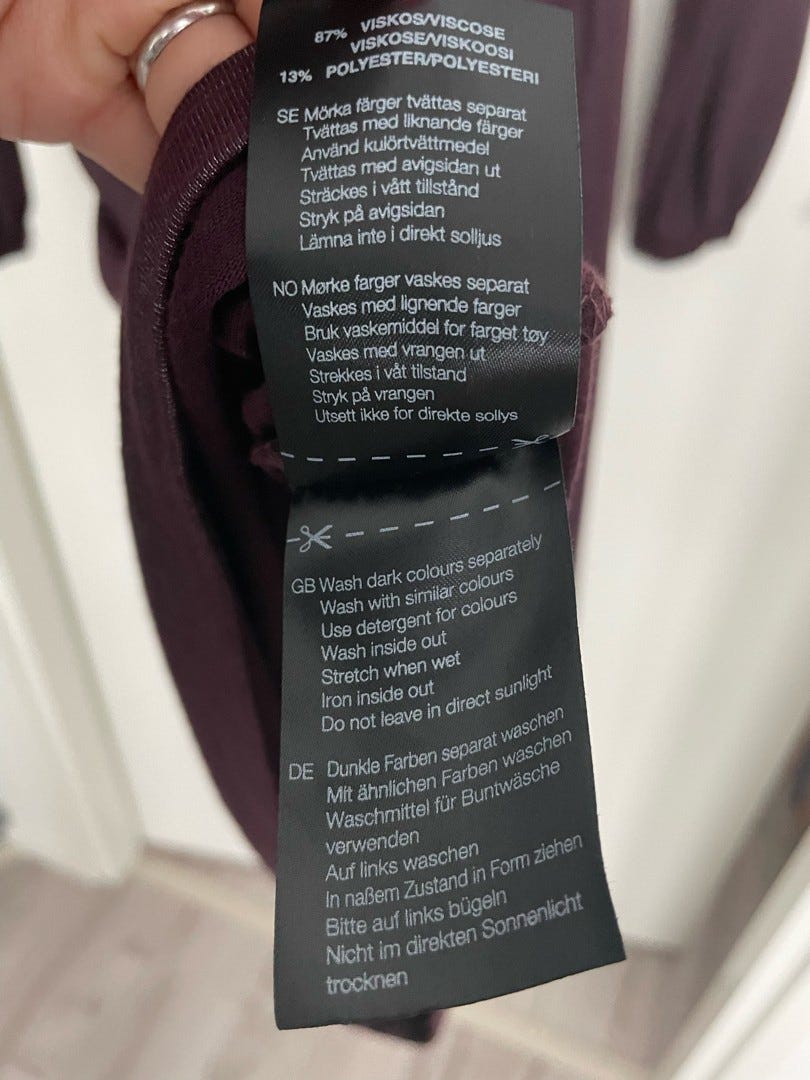 87% VISKOS/VISCOSE
VISKOSE/VISKOOSI
13% POLYESTER/POLYESTERI
SE Mörka färger tvättas separat
Tvättas med liknande färger
Använd kulörtvättmedel
Tvättas med avigsidan ut
Sträckes i vått tillstånd
Stryk på avigsidan
Lämna inte i direkt solljus
NO Mørke farger vaskes separat
Vaskes med lignende farger
Bruk vaskemiddel for farget tøy
Vaskes med vrangen ut
Strekkes i våt tilstand
Stryk på vrangen
Utsett ikke for direkte sollys
GB Wash dark colours separately
Wash with similar colours
Use detergent for colours
Wash inside out
Stretch when wet
Iron inside out
Do not leave in direct sunlight
DE Dunkle Farben separat waschen
Mit ähnlichen Farben waschen
Waschmittel für Buntwäsche
verwenden
Auf links waschen
In naßem Zustand in Form ziehen
Bitte auf links bügeln
Nicht im direkten Sonnenlicht
trocknen